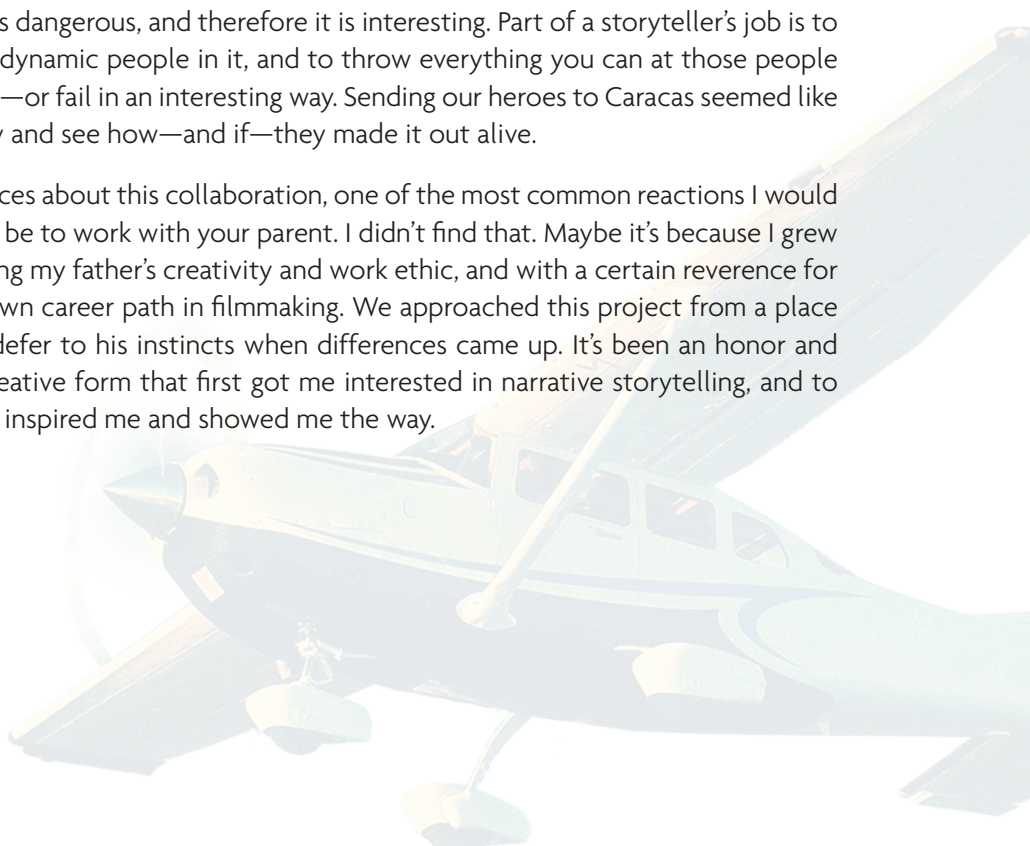 s dangerous, and therefore it is interesting. Part of a storyteller’s job is to
dynamic people in it, and to throw everything you can at those people
—or fail in an interesting way. Sending our heroes to Caracas seemed like
and see how—and if—they made it out alive.
ces about this collaboration, one of the most common reactions I would
be to work with your parent. I didn’t find that. Maybe it’s because I grew
ng my father’s creativity and work ethic, and with a certain reverence for
wn career path in filmmaking. We approached this project from a place
defer to his instincts when differences came up. It’s been an honor and
eative form that first got me interested in narrative storytelling, and to
inspired me and showed me the way.